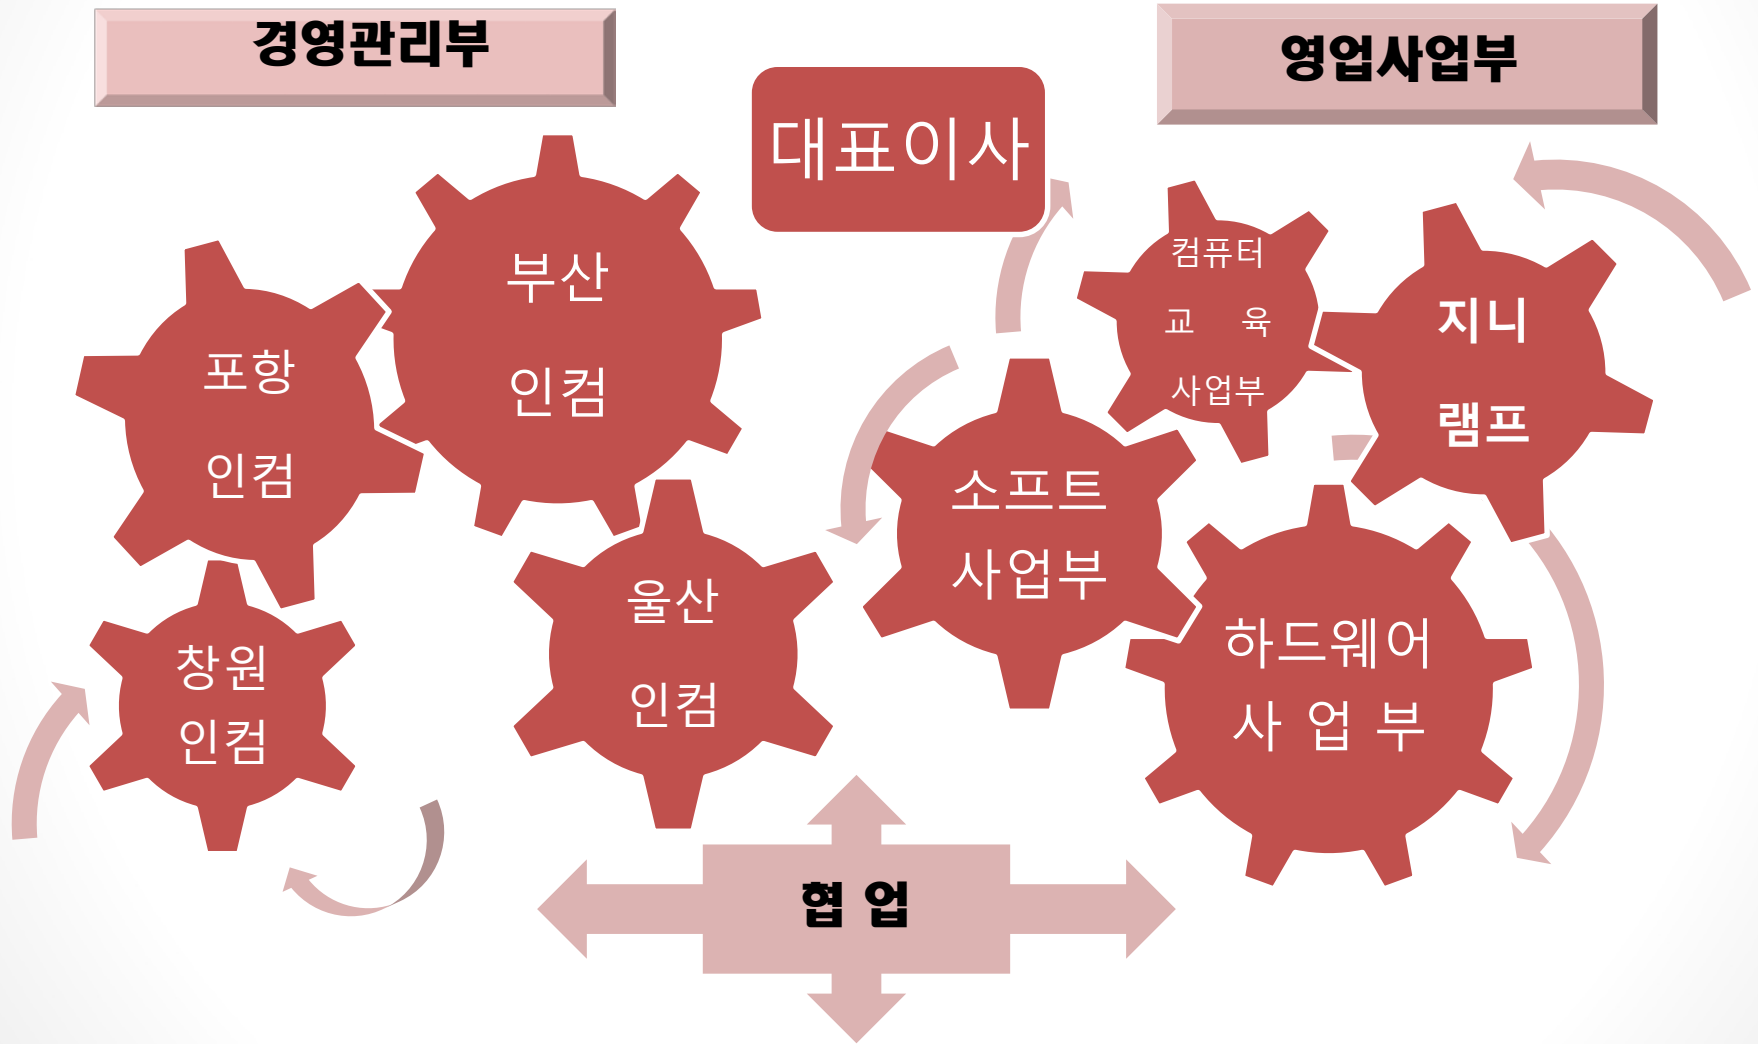 경영관리부
영업사업부
대표이사
부산
인컴
포항
인컴
창원
인컴
울산
인컴
컴퓨터
교 육
사업부
지니
램프
소프트
사업부
하드웨어
사 업 부
협 업